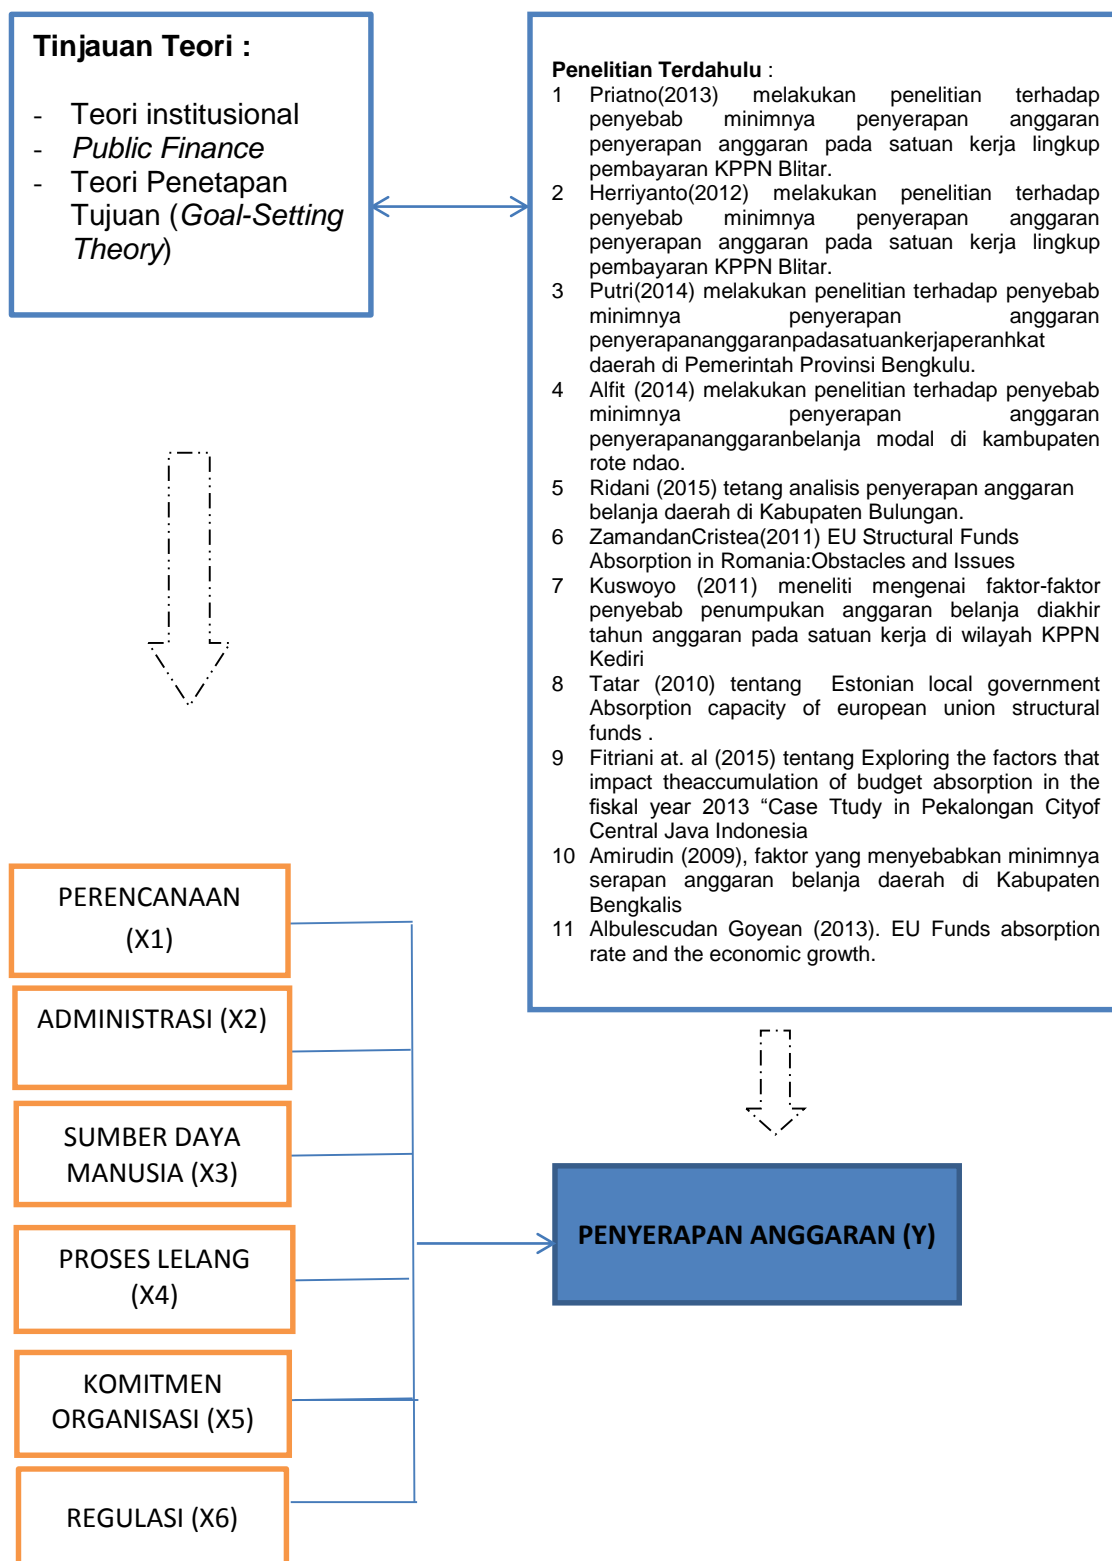 Tinjauan Teori :
- Teori institusional
- Public Finance
- Teori Penetapan
Tujuan (Goal-Setting
Theory)
Penelitian Terdahulu :
1 Priatno(2013) melakukan penelitian terhadap
penyebab minimnya penyerapan anggaran
penyerapan anggaran pada satuan kerja lingkup
pembayaran KPPN Blitar.
2 Herriyanto(2012) melakukan penelitian terhadap
penyebab minimnya penyerapan anggaran
penyerapan anggaran pada satuan kerja lingkup
pembayaran KPPN Blitar.
3 Putri(2014) melakukan penelitian terhadap penyebab
minimnya penyerapan anggaran
penyerapananggaranpadasatuankerjaperanhkat
daerah di Pemerintah Provinsi Bengkulu.
4 Alfit (2014) melakukan penelitian terhadap penyebab
minimnya penyerapan anggaran
penyerapananggaranbelanja modal di kambupaten
rote ndao.
5 Ridani (2015) tetang analisis penyerapan anggaran
belanja daerah di Kabupaten Bulungan.
6 ZamandanCristea(2011) EU Structural Funds
Absorption in Romania:Obstacles and Issues
7 Kuswoyo (2011) meneliti mengenai faktor-faktor
penyebab penumpukan anggaran belanja diakhir
tahun anggaran pada satuan kerja di wilayah KPPN
Kediri
8 Tatar (2010) tentang Estonian local government
Absorption capacity of european union structural
funds .
9 Fitriani at. al (2015) tentang Exploring the factors that
impact theaccumulation of budget absorption in the
fiskal year 2013 “Case Ttudy in Pekalongan Cityof
Central Java Indonesia
10 Amirudin (2009), faktor yang menyebabkan minimnya
serapan anggaran belanja daerah di Kabupaten
Bengkalis
11 Albulescudan Goyean (2013). EU Funds absorption
rate and the economic growth.
PERENCANAAN
(X1)
ADMINISTRASI (X2)
SUMBER DAYA
MANUSIA (X3)
PROSES LELANG
(X4)
KOMITMEN
ORGANISASI (X5)
REGULASI (X6)
PENYERAPAN ANGGARAN (Y)